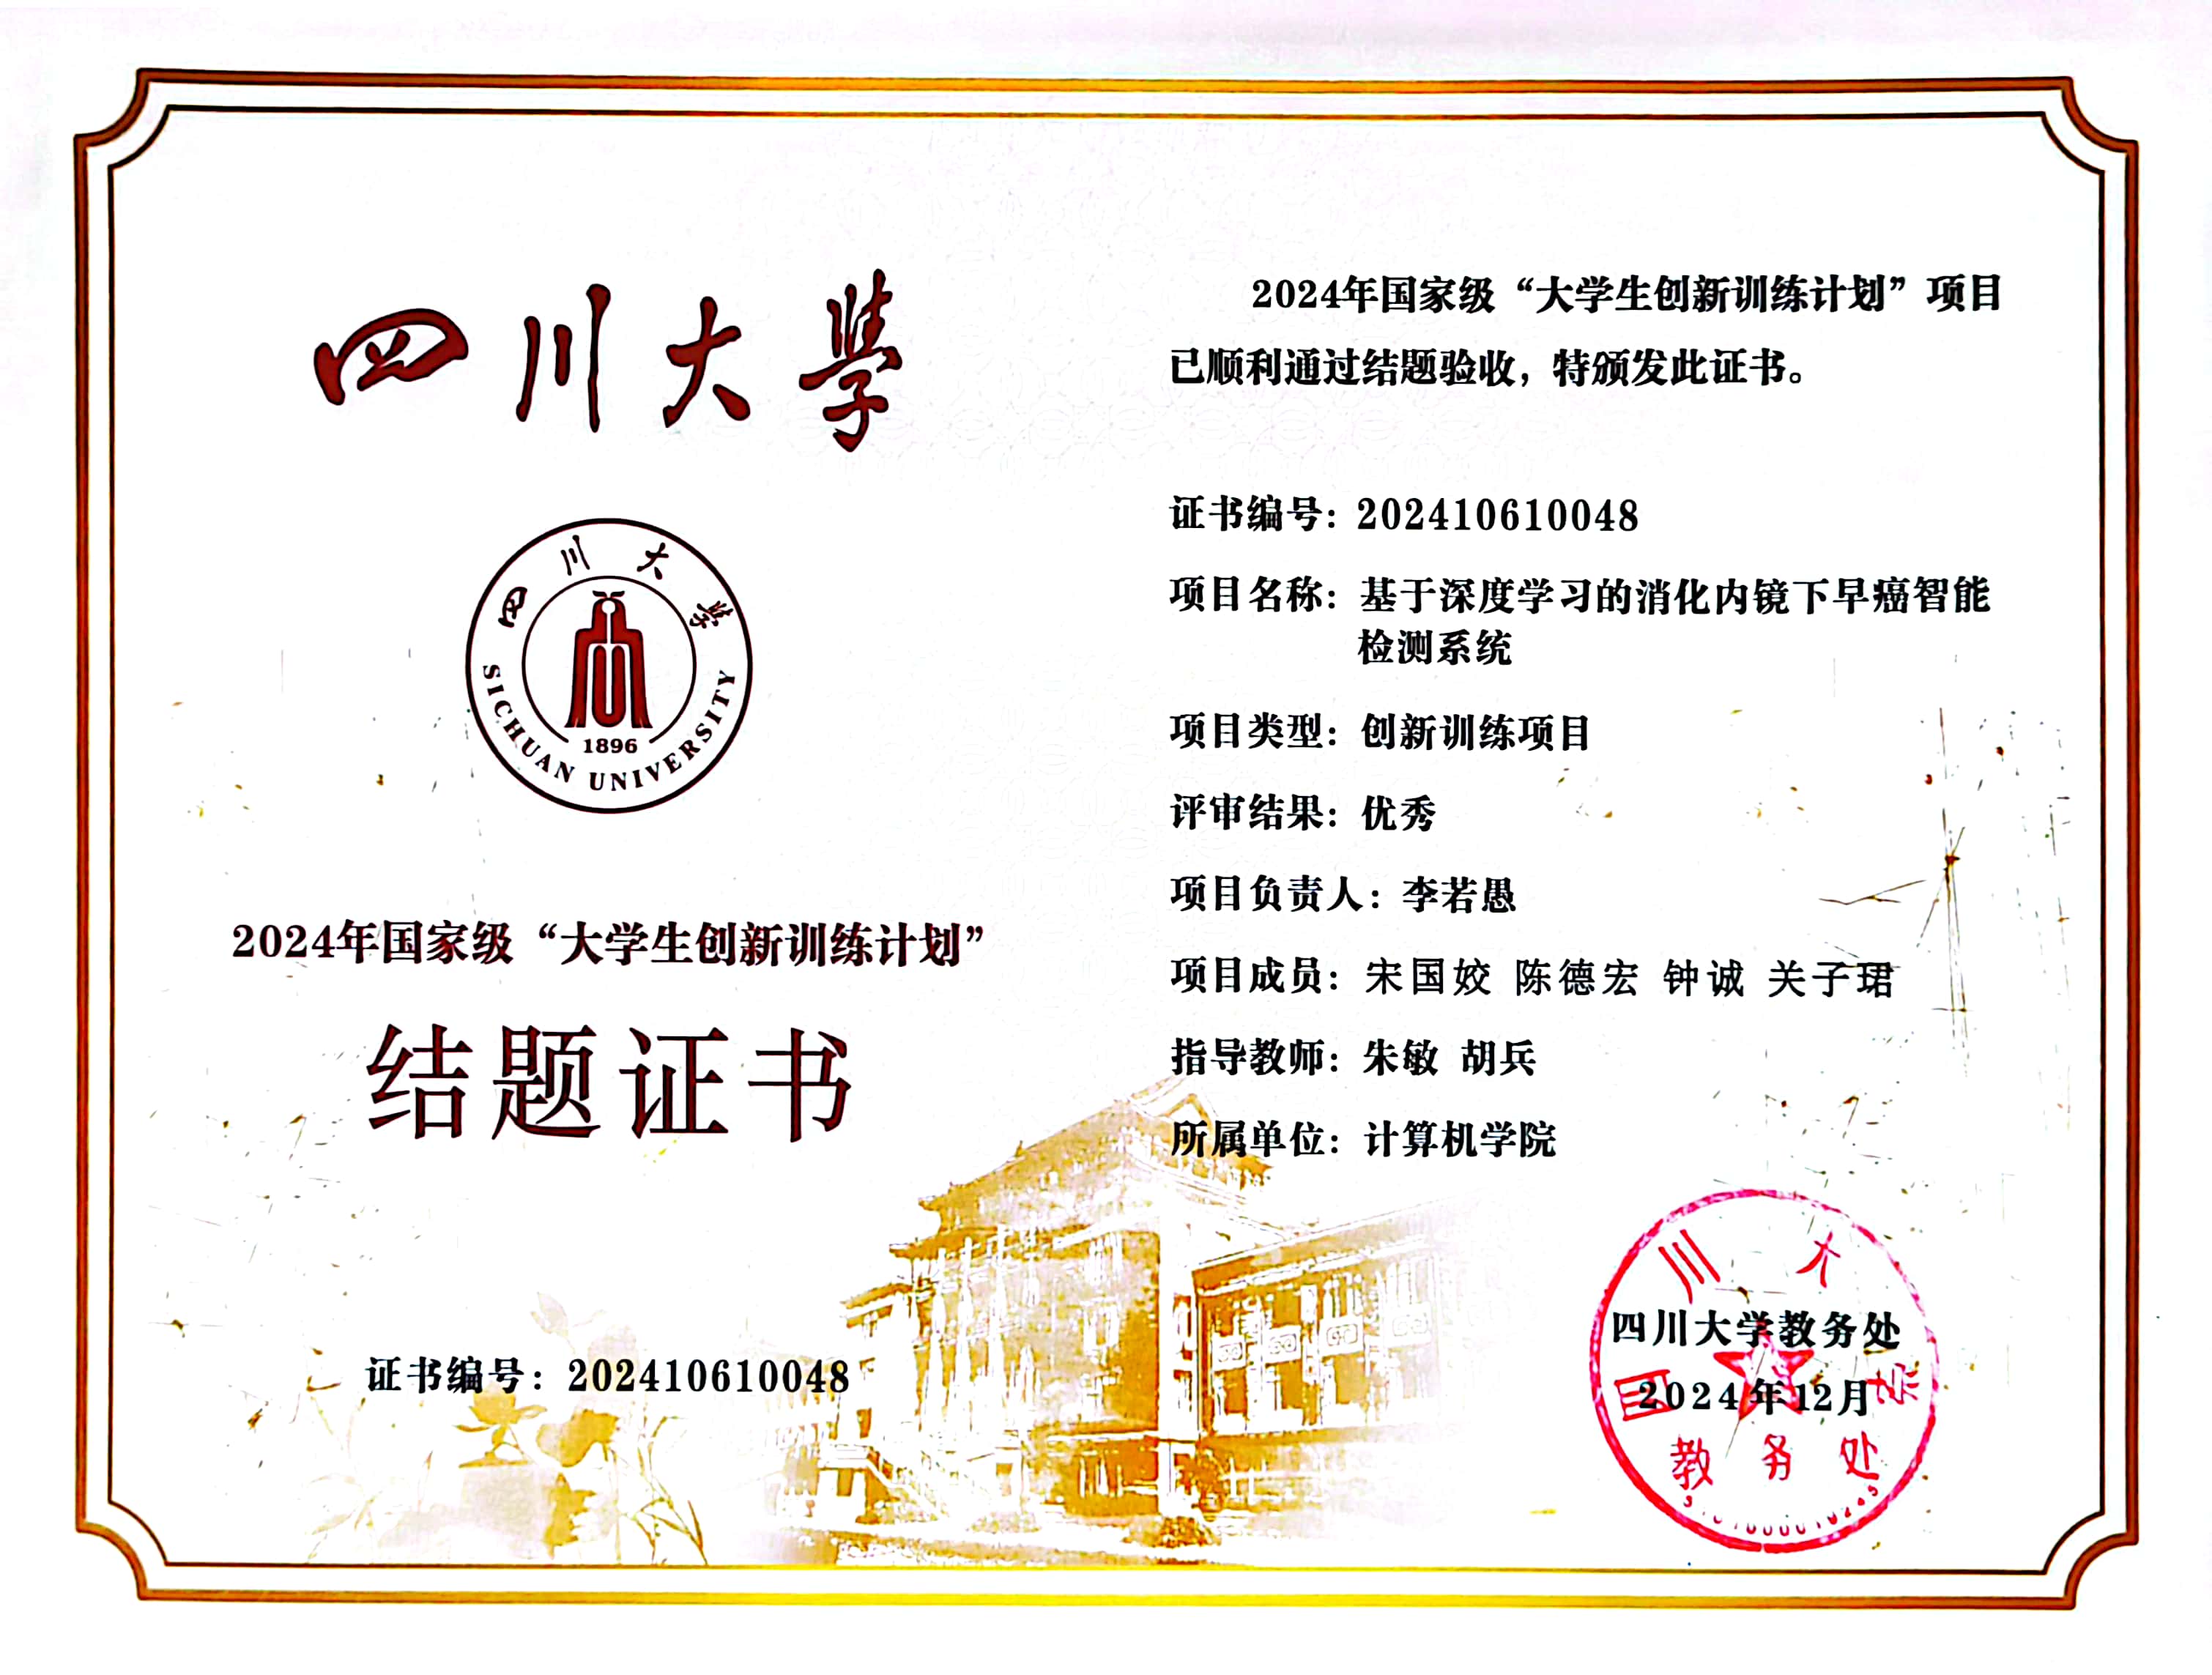 四川大学
四川大学
1896
SICHUAN UNIVERSITY
2024年国家级“大学生创新训练计划”
结题证书
证书编号：202410610048
2024年国家级“大学生创新训练计划”项目
已顺利通过结题验收，特颁发此证书。
证书编号：202410610048
项目名称：基于深度学习的消化内镜下早癌智能
检测系统
项目类型：创新训练项目
评审结果：优秀
项目负责人：李若愚
项目成员：宋国姣 陈德宏 钟诚 关子珺
指导教师：朱敏 胡兵
所属单位：计算机学院
四川大学教务处
2024年12月
四川大学
教务处